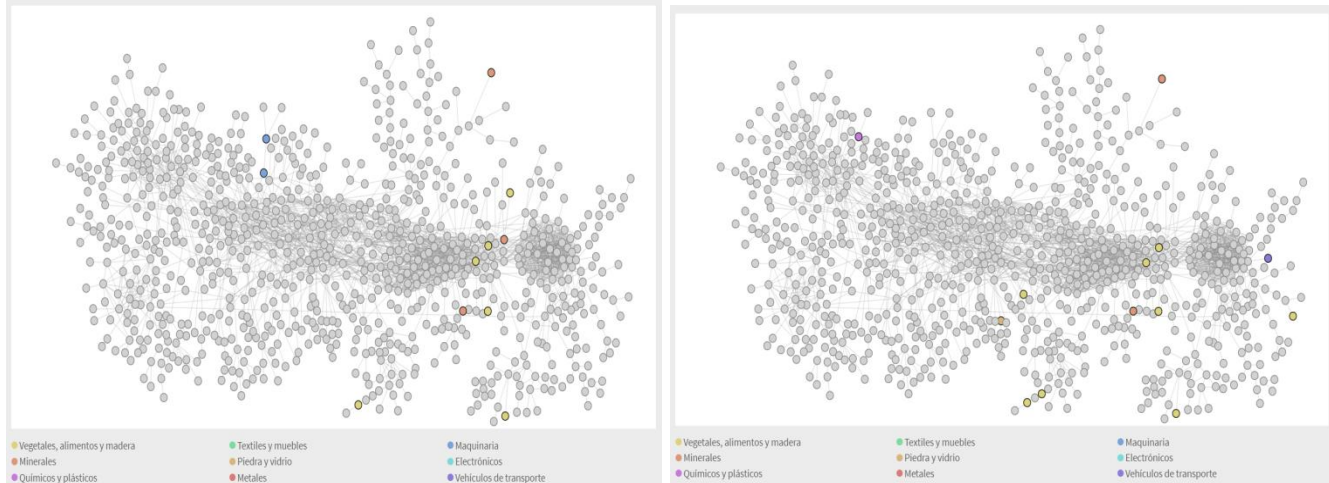 Vegetales, alimentos y madera Textiles y muebles Maquinaria
Minerales Piedra y vidrio Electrónicos
Químicos y plásticos Metales Vehículos de transporte
Vegetales, alimentos y madera Textiles y muebles Maquinaria
Minerales Piedra y vidrio Electrónicos
Químicos y plásticos Metales Vehículos de transporte